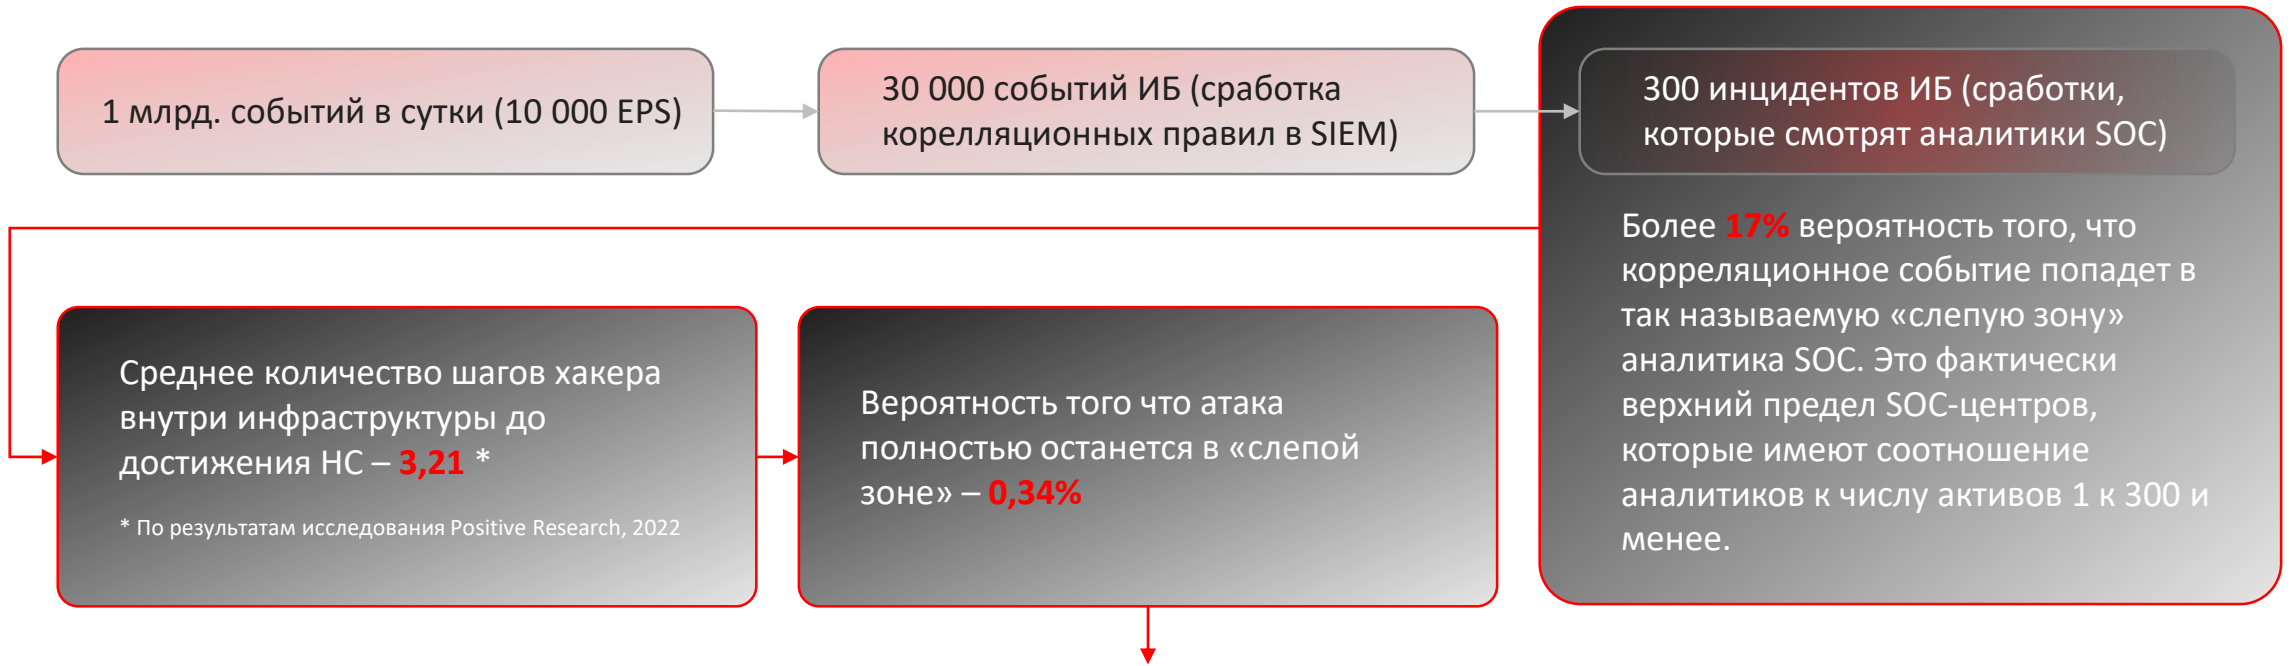 1 млрд. событий в сутки (10 000 EPS)
30 000 событий ИБ (сработка
корелляционных правил в SIEM)
300 инцидентов ИБ (сработки,
которые смотрят аналитики SOC)
Более 17% вероятность того, что
корреляционное событие попадет в
так называемую «слепую зону»
аналитика SOC. Это фактически
верхний предел SOC-центров,
которые имеют соотношение
аналитиков к числу активов 1 к 300 и
менее.
Среднее количество шагов хакера
внутри инфраструктуры до
достижения НС – 3,21 *
* По результатам исследования Positive Research, 2022
Вероятность того что атака
полностью останется в «слепой
зоне» – 0,34%